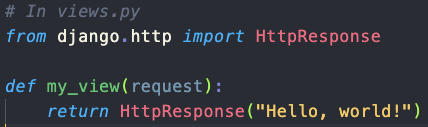 # In views.py
from django.http import HttpResponse

def my_view(request):
    return HttpResponse("Hello, world!")